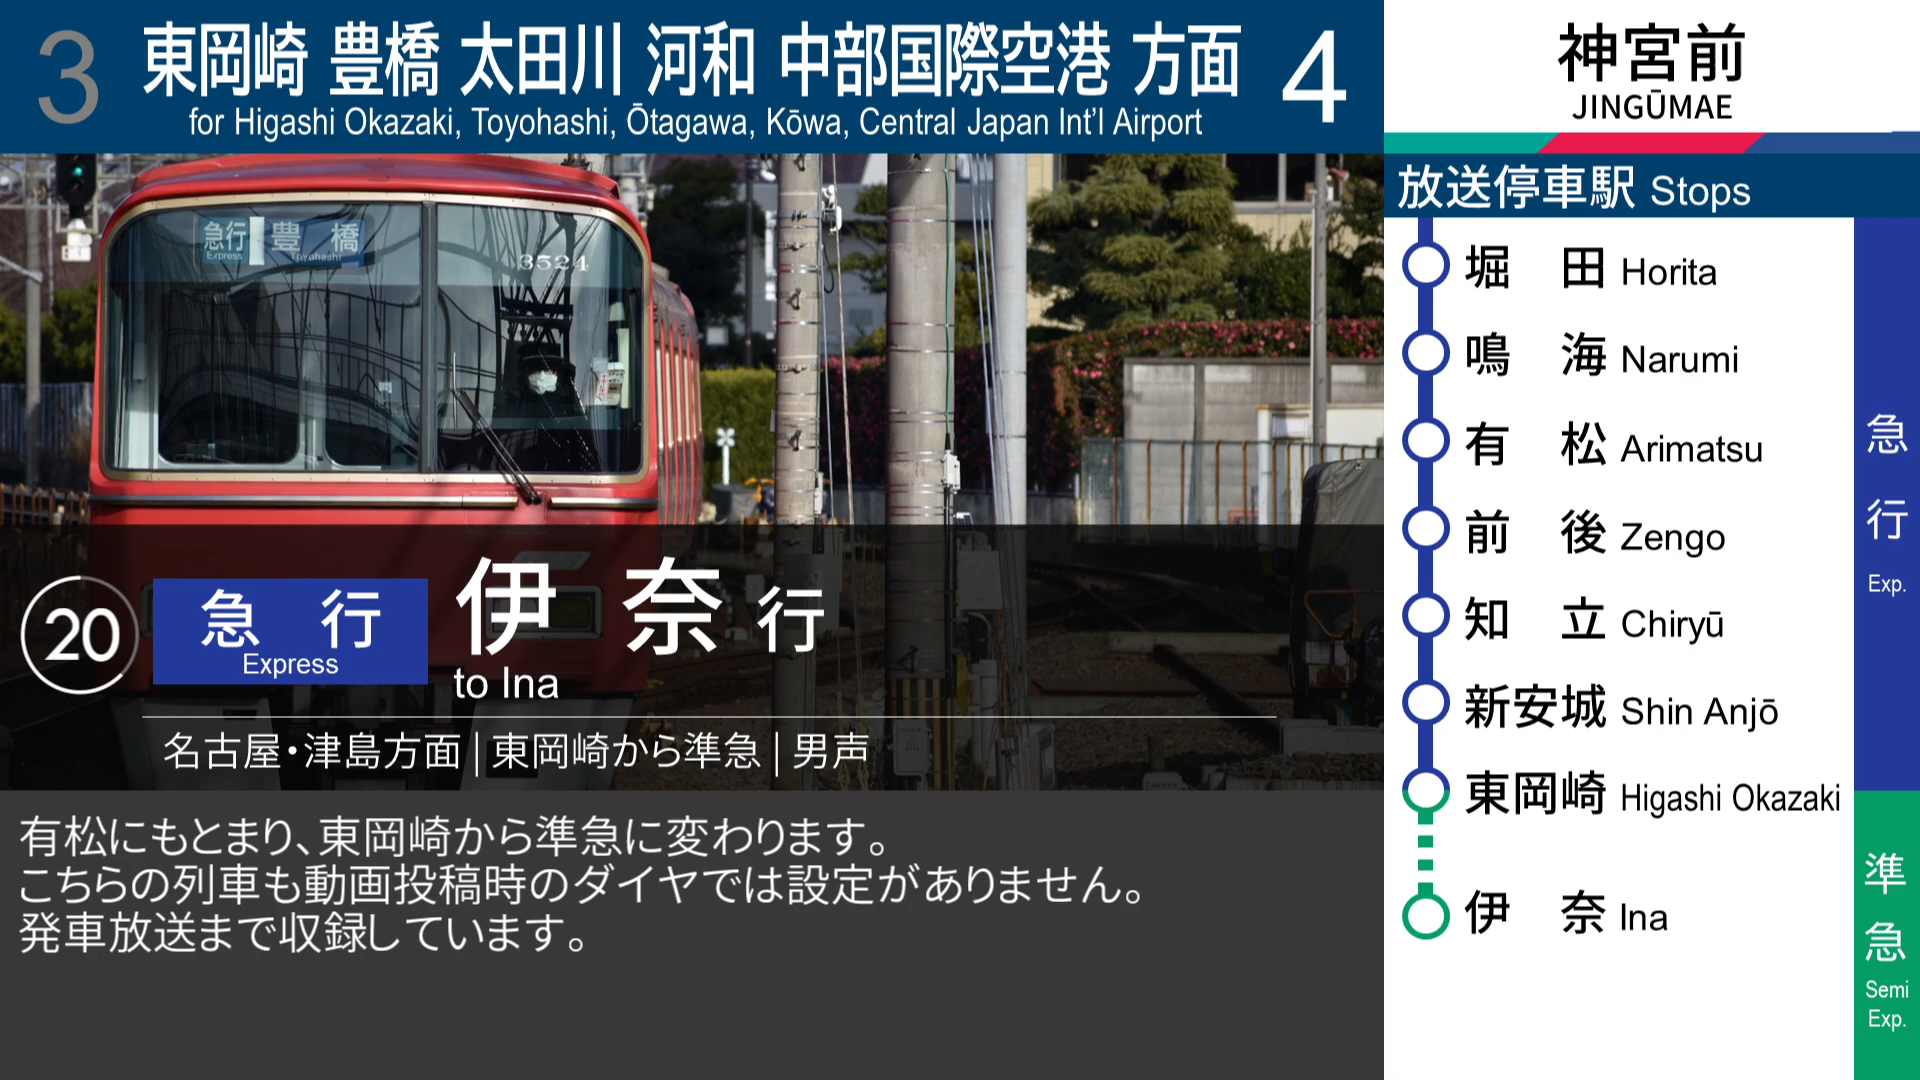 3 東岡崎 豊橋 太田川 河和 中部国際空港 方面 4
for Higashi Okazaki, Toyohashi, Ōtagawa, Kōwa, Central Japan Int'l Airport
急行 豊 橋
Express Toyohashi
3524
20 急 行 伊 奈 行
Express to Ina
名古屋・津島方面 | 東岡崎から準急 | 男声
有松にもとまり、東岡崎から準急に変わります。
こちらの列車も動画投稿時のダイヤでは設定がありません。
発車放送まで収録しています。
神宮前
JINGŪMAE
放送停車駅 Stops
堀 田 Horita
鳴 海 Narumi
有 松 Arimatsu
前 後 Zengo
知 立 Chiryū
新安城 Shin Anjō
東岡崎 Higashi Okazaki
伊 奈 Ina
急
行
Exp.
準
急
Semi
Exp.